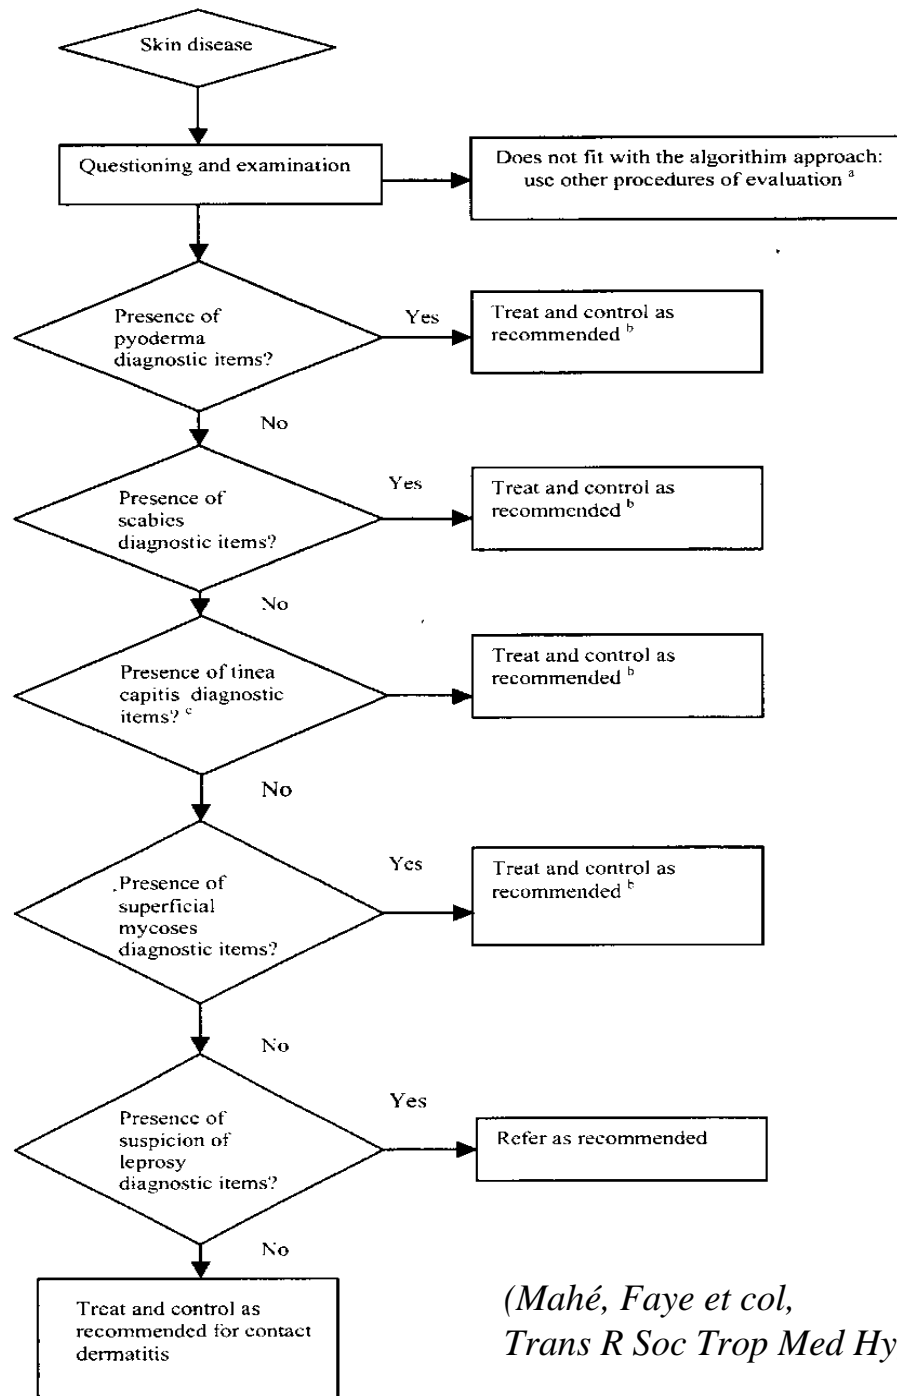 Skin disease
Questioning and examination
Does not fit with the algorithim approach:
use other procedures of evaluation a
Presence of
pyoderma
diagnostic items?
Yes
Treat and control as
recommended b
No
Presence of
scabies
diagnostic items?
Yes
Treat and control as
recommended b
No
Presence of tinea
capitis diagnostic
items? c
Treat and control as
recommended b
No
Presence of
superficial
mycoses
diagnostic items?
Yes
Treat and control as
recommended b
No
Presence of
suspicion of
leprosy
diagnostic items?
Yes
Refer as recommended
No
Treat and control as
recommended for contact
dermatitis
(Mahé, Faye et col,
Trans R Soc Trop Med Hy